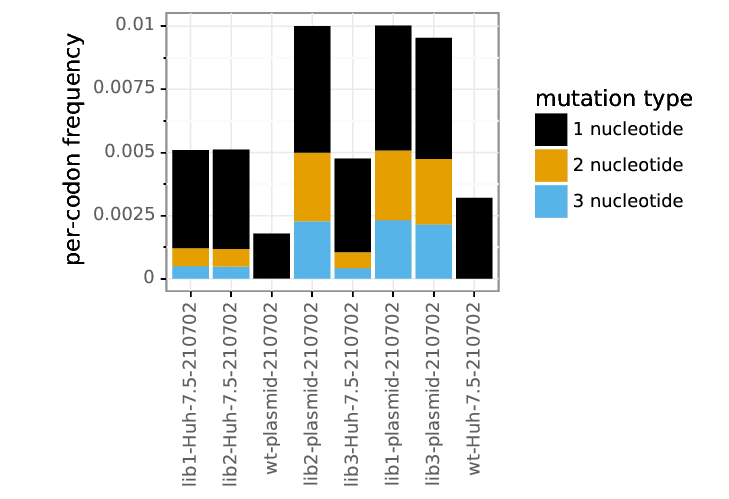 0.01
0.0075
0.005
0.0025
0
per-codon frequency
lib1-Huh-7.5-210702
lib2-Huh-7.5-210702
wt-plasmid-210702
lib2-plasmid-210702
lib3-Huh-7.5-210702
lib1-plasmid-210702
lib3-plasmid-210702
wt-Huh-7.5-210702
mutation type
1 nucleotide
2 nucleotide
3 nucleotide